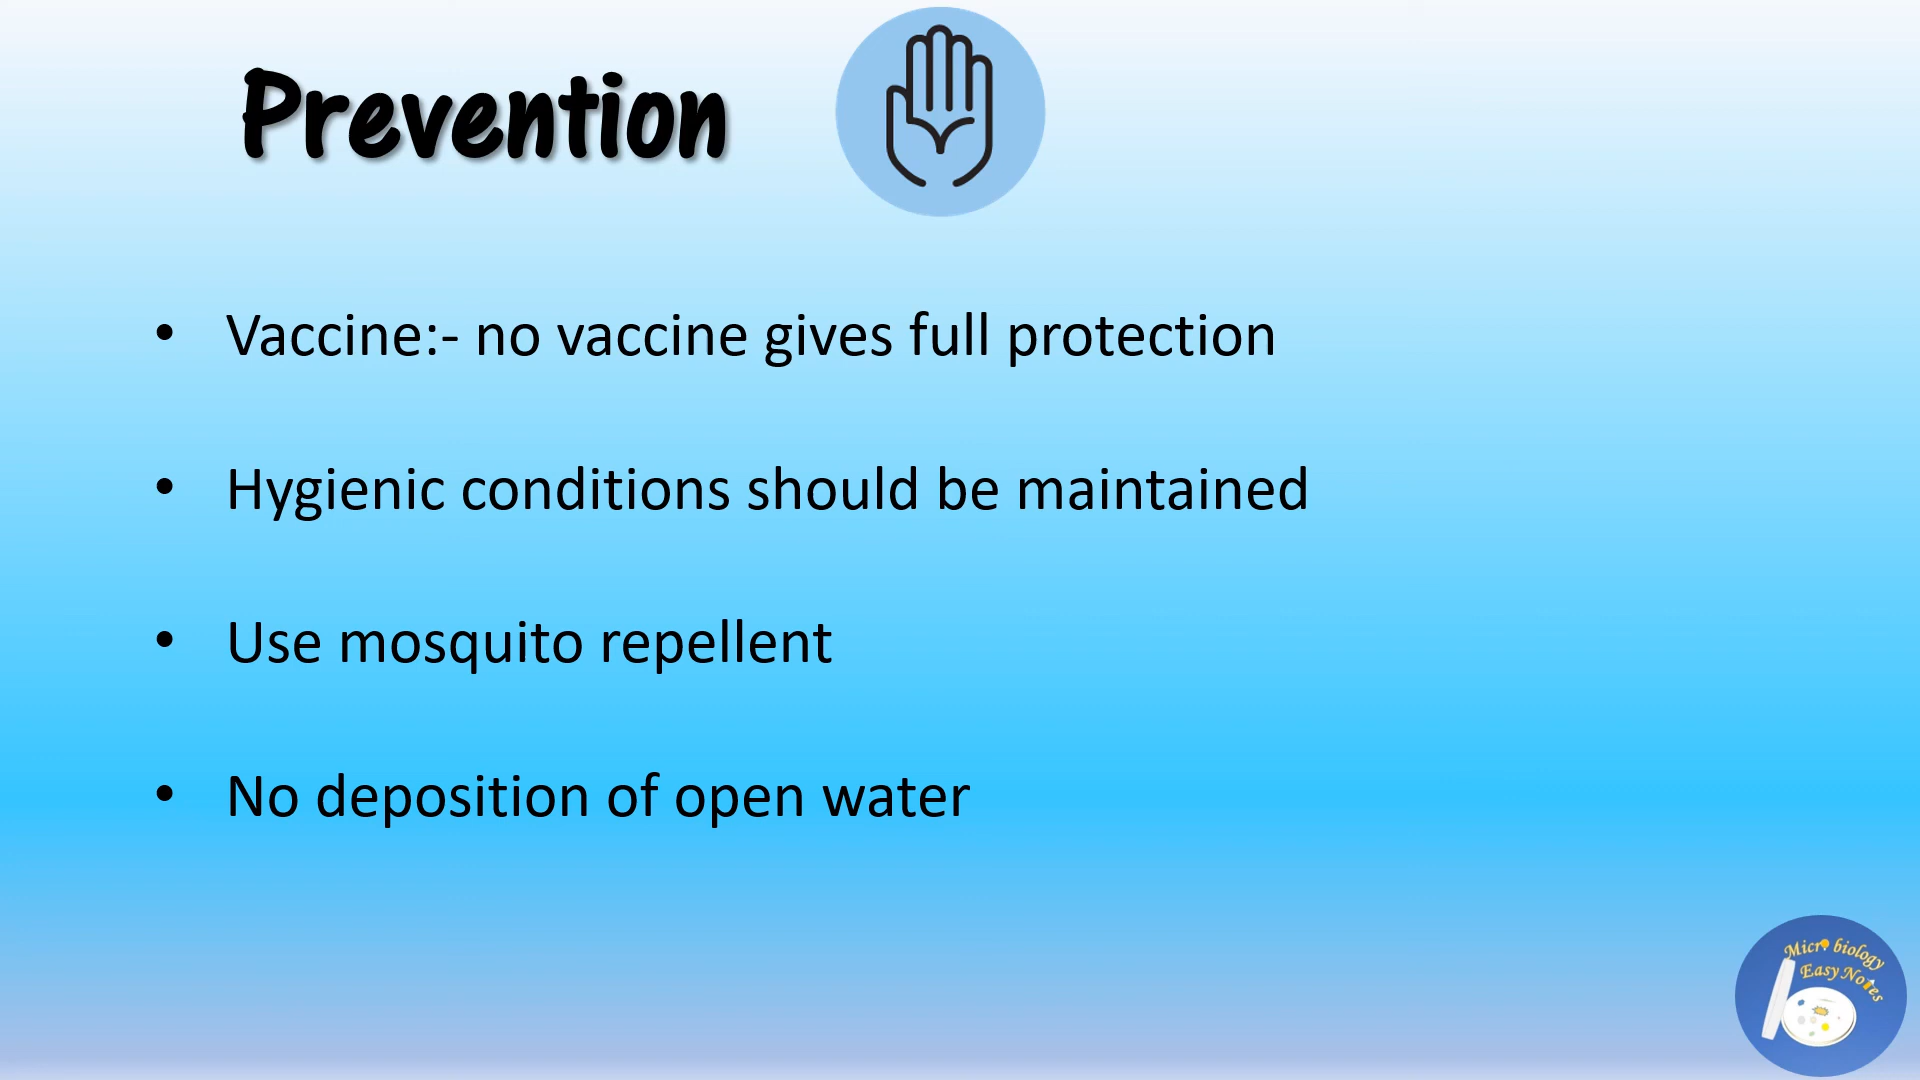 Prevention
• Vaccine:- no vaccine gives full protection
• Hygienic conditions should be maintained
• Use mosquito repellent
• No deposition of open water
Micro biology
Easy Notes